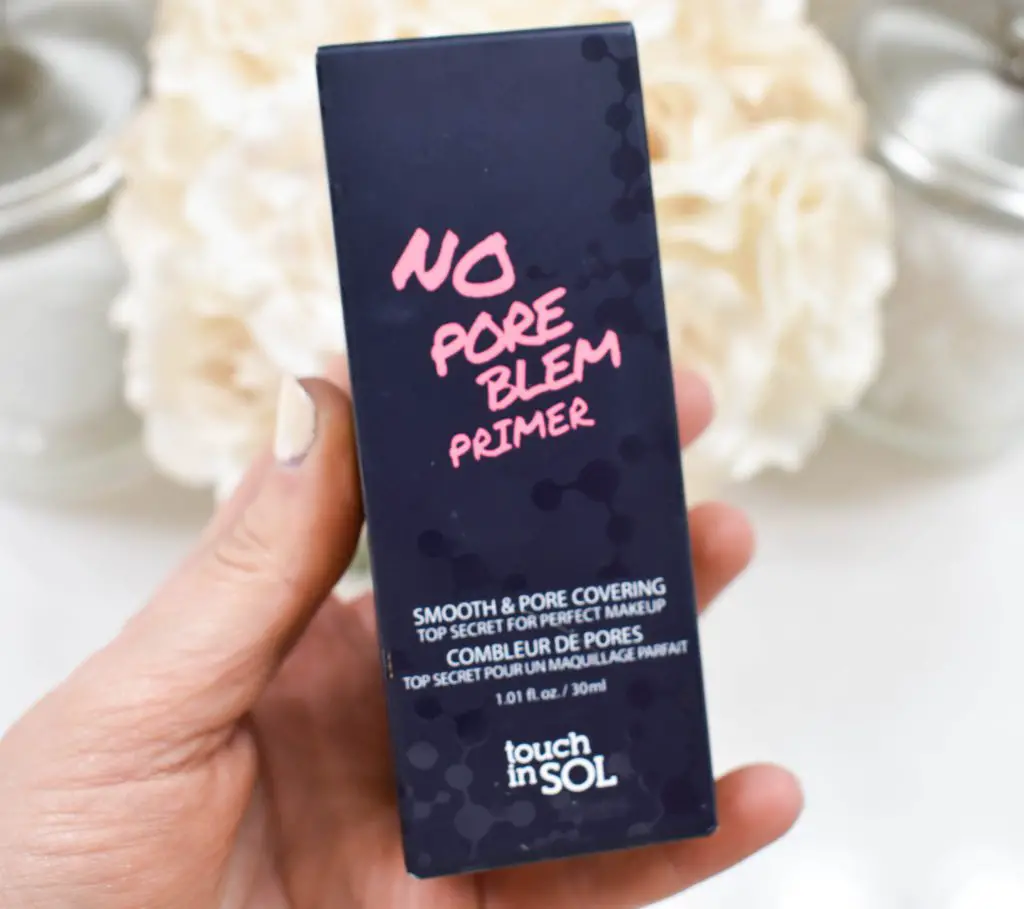 NO
PORE
BLEM
PRIMER
SMOOTH & PORE COVERING
TOP SECRET FOR PERFECT MAKEUP
COMBLEUR DE PORES
TOP SECRET POUR UN MAQUILLAGE PARFAIT
1.01 fl. oz. / 30ml
touch
in SOL